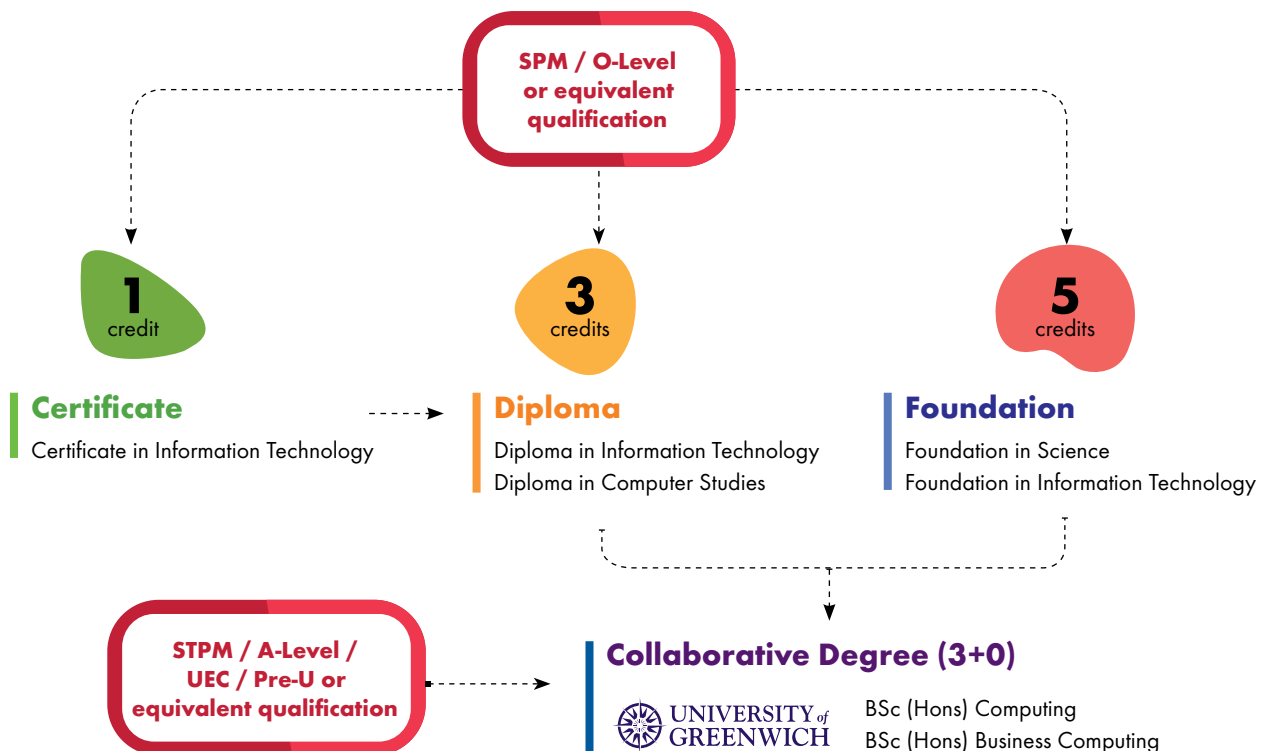 SPM / O-Level
or equivalent
qualification
1
credit
3
credits
5
credits
Certificate
Certificate in Information Technology
Diploma
Diploma in Information Technology
Diploma in Computer Studies
Foundation
Foundation in Science
Foundation in Information Technology
STPM / A-Level /
UEC / Pre-U or
equivalent qualification
Collaborative Degree (3+0)
UNIVERSITY of
GREENWICH
BSc (Hons) Computing
BSc (Hons) Business Computing